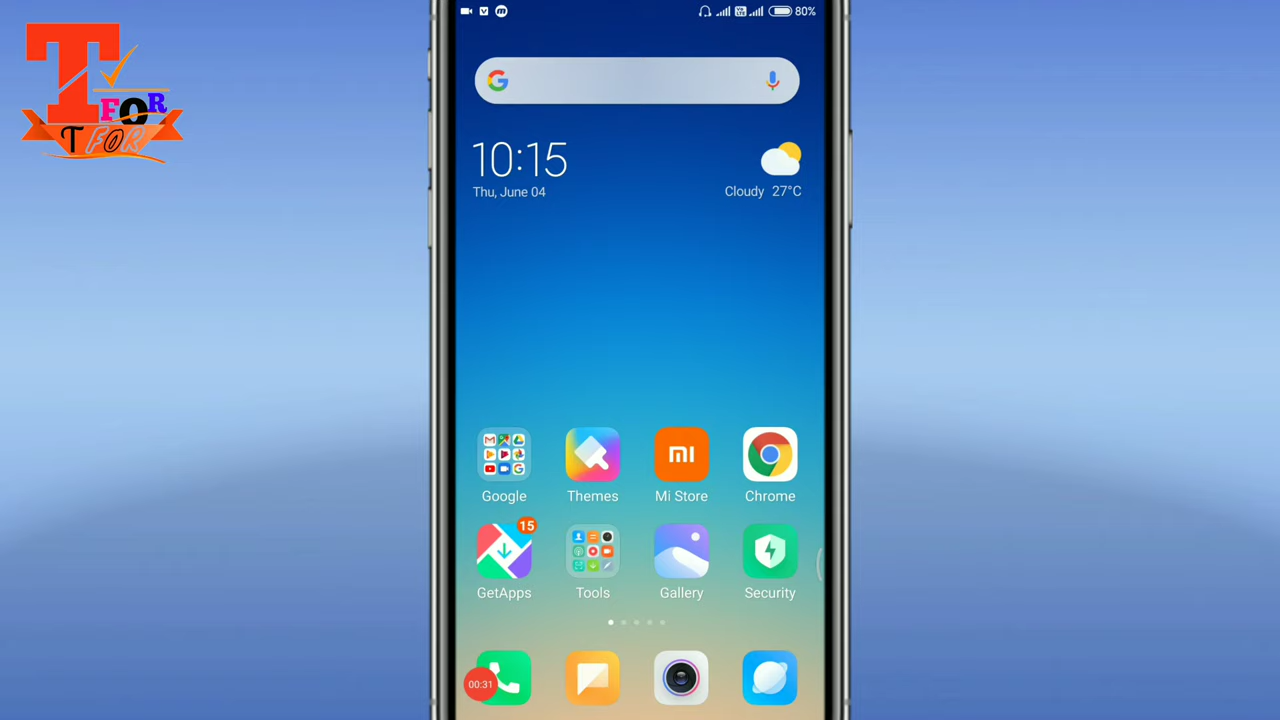 T
FOR
T FOR
80%
10:15
Thu, June 04
Cloudy 27°C
Google
Themes
Mi Store
Chrome
15
GetApps
Tools
Gallery
Security
00:31